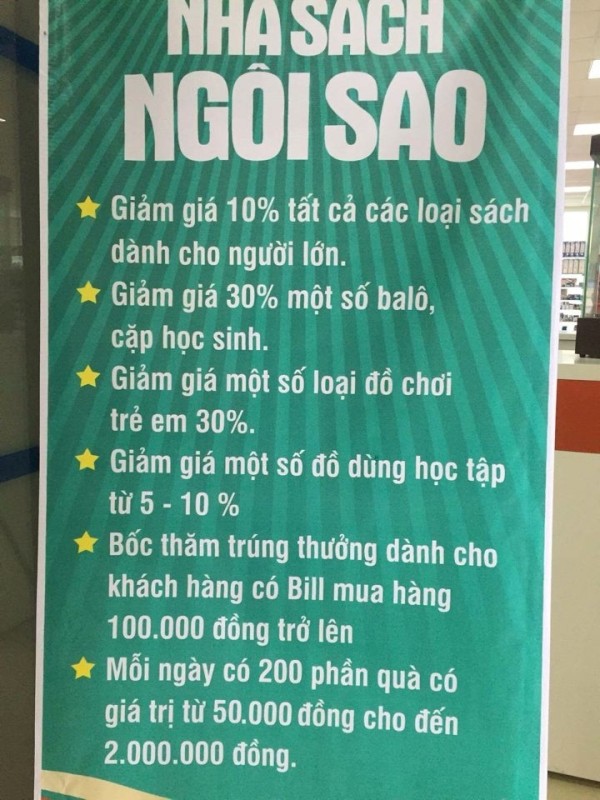 NHÀ SÁCH
NGÔI SAO
Giảm giá 10% tất cả các loại sách
dành cho người lớn.
Giảm giá 30% một số balô,
cặp học sinh.
Giảm giá một số loại đồ chơi
trẻ em 30%.
Giảm giá một số đồ dùng học tập
từ 5 - 10 %
Bốc thăm trúng thưởng dành cho
khách hàng có Bill mua hàng
100.000 đồng trở lên
Mỗi ngày có 200 phần quà có
giá trị từ 50.000 đồng cho đến
2.000.000 đồng.